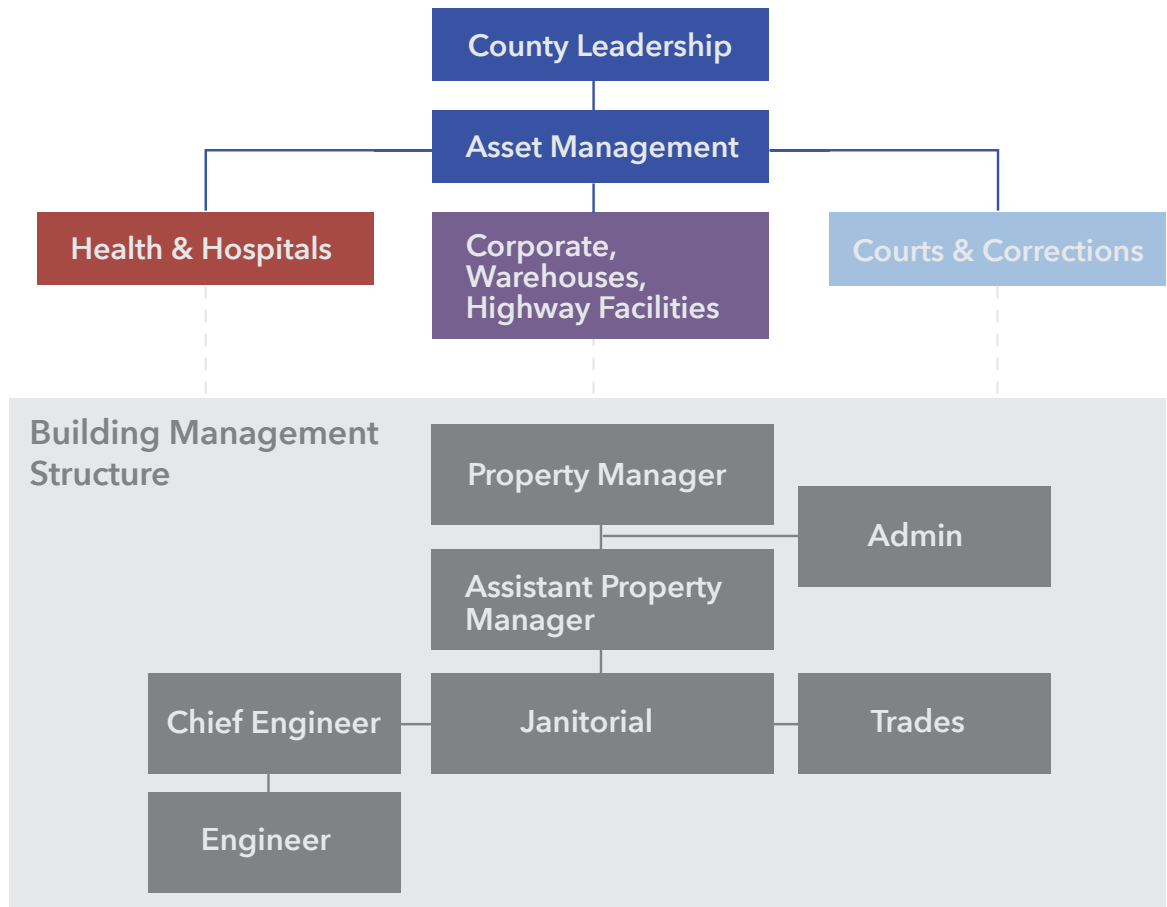 County Leadership
Asset Management
Health & Hospitals
Corporate,
Warehouses,
Highway Facilities
Courts & Corrections
Building Management
Structure
Property Manager
Admin
Assistant Property
Manager
Chief Engineer
Janitorial
Trades
Engineer